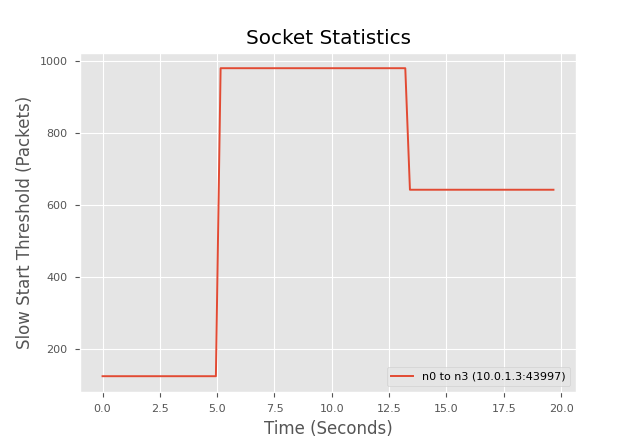 Socket Statistics
Slow Start Threshold (Packets)
1000
800
600
400
200
n0 to n3 (10.0.1.3:43997)
0.0 2.5 5.0 7.5 10.0 12.5 15.0 17.5 20.0
Time (Seconds)